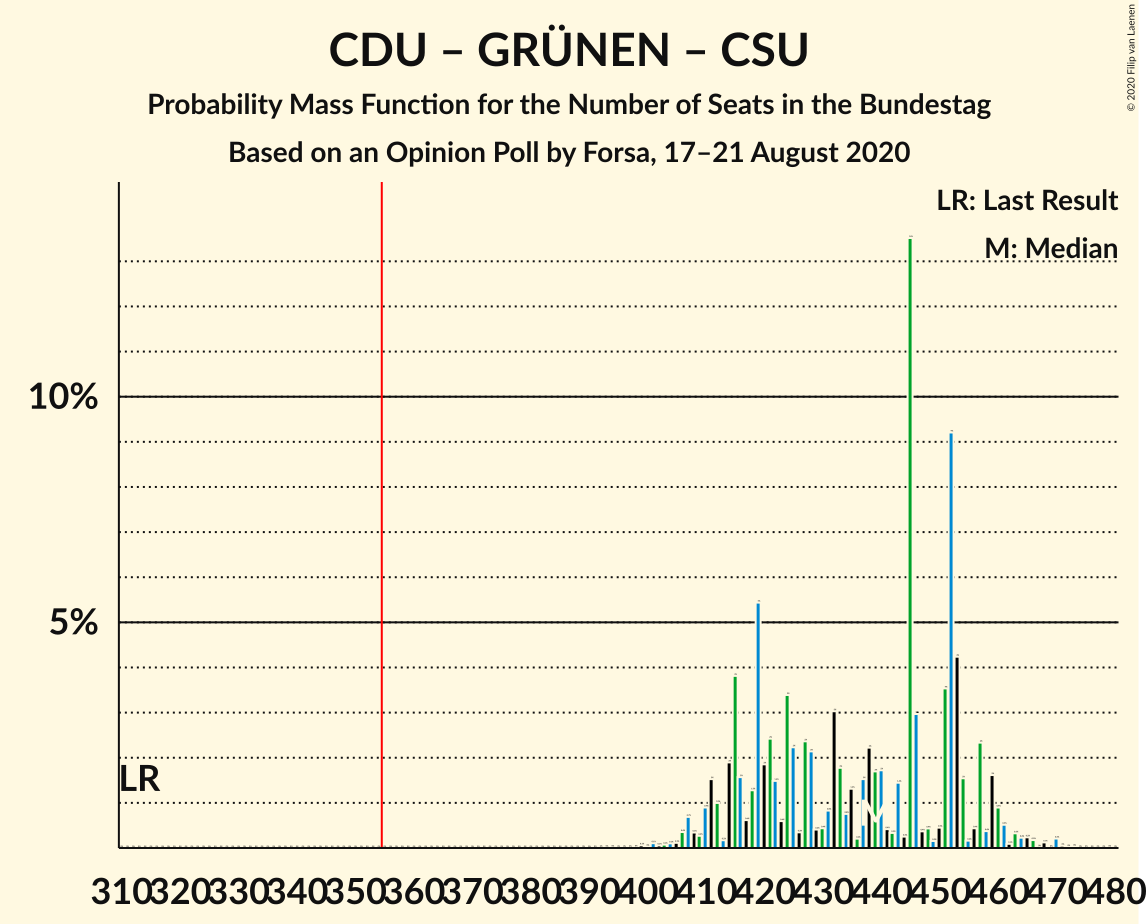 CDU – GRÜNEN – CSU
Probability Mass Function for the Number of Seats in the Bundestag
Based on an Opinion Poll by Forsa, 17–21 August 2020
© 2020 Filip van Laenen
LR: Last Result
M: Median
10%
5%
LR
M
310 320 330 340 350 360 370 380 390 400 410 420 430 440 450 460 470 480